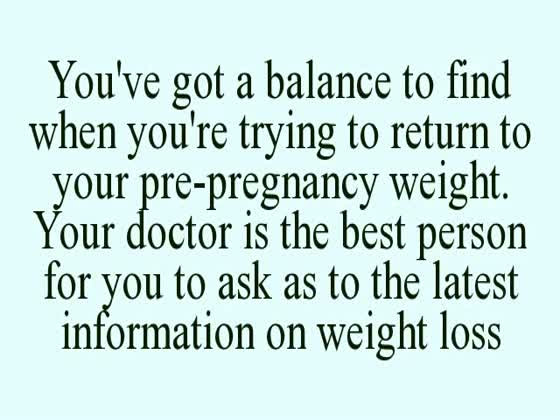 You've got a balance to find
when you're trying to return to
your pre-pregnancy weight.
Your doctor is the best person
for you to ask as to the latest
information on weight loss